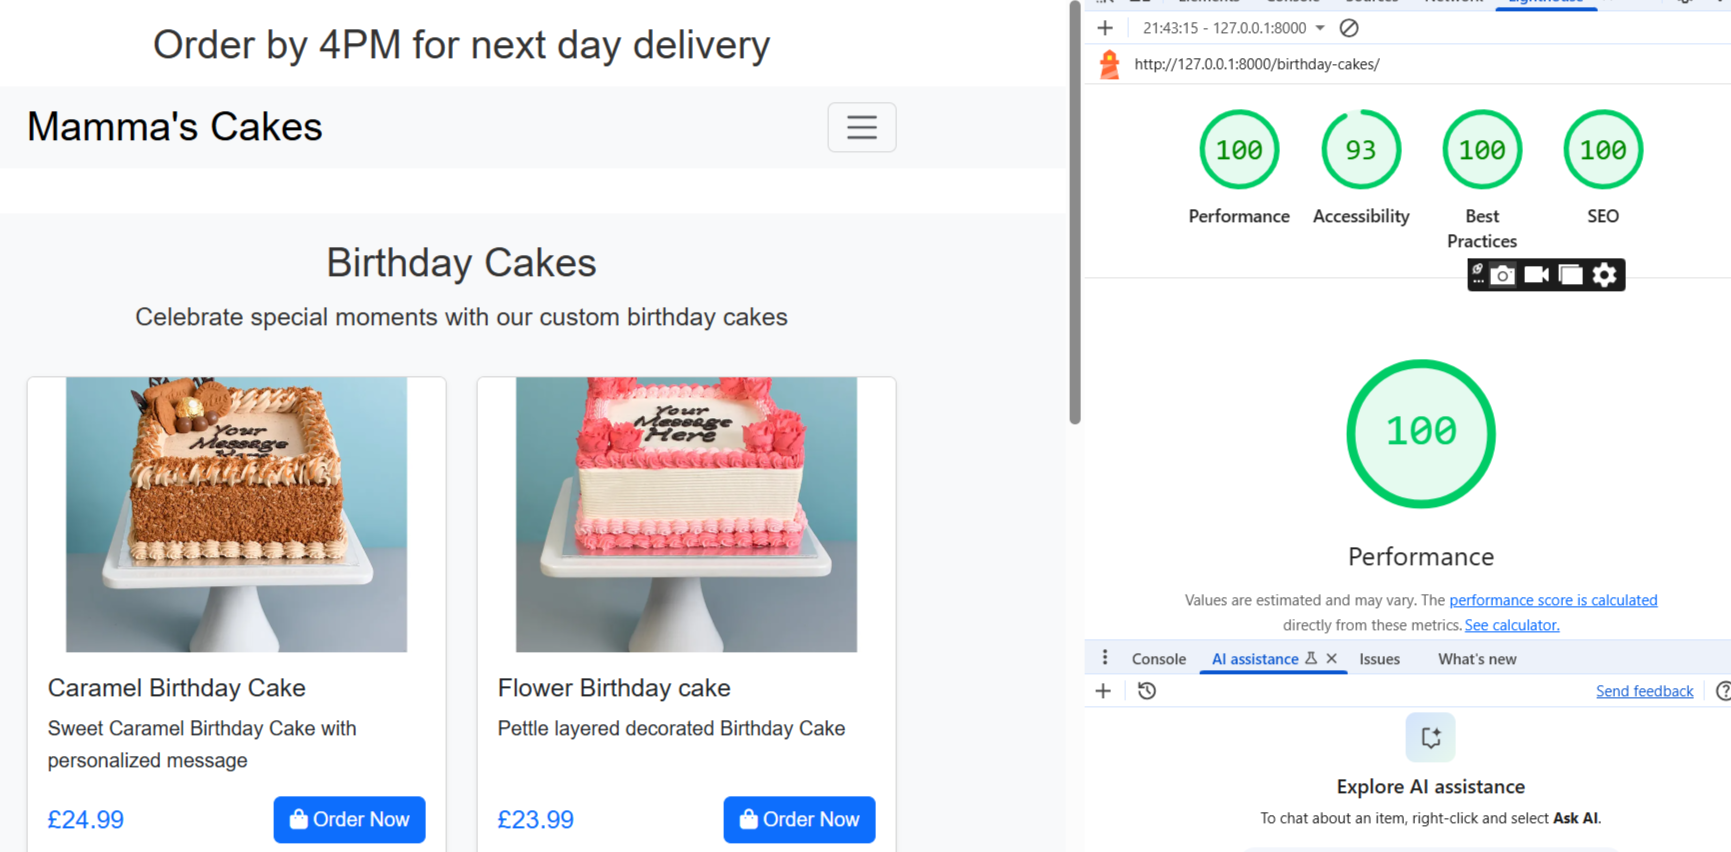 Order by 4PM for next day delivery
Mamma's Cakes
Birthday Cakes
Celebrate special moments with our custom birthday cakes
Your
Message
Your
Message
Here
Caramel Birthday Cake
Sweet Caramel Birthday Cake with
personalized message
£24.99
Order Now
Flower Birthday cake
Pettle layered decorated Birthday Cake
£23.99
Order Now
21:43:15 - 127.0.0.1:8000
http://127.0.0.1:8000/birthday-cakes/
100
93
100
100
Performance
Accessibility
Best
Practices
SEO
100
Performance
Values are estimated and may vary. The performance score is calculated
directly from these metrics. See calculator.
Console
AI assistance
Issues
What's new
Send feedback
Explore AI assistance
To chat about an item, right-click and select Ask AI.